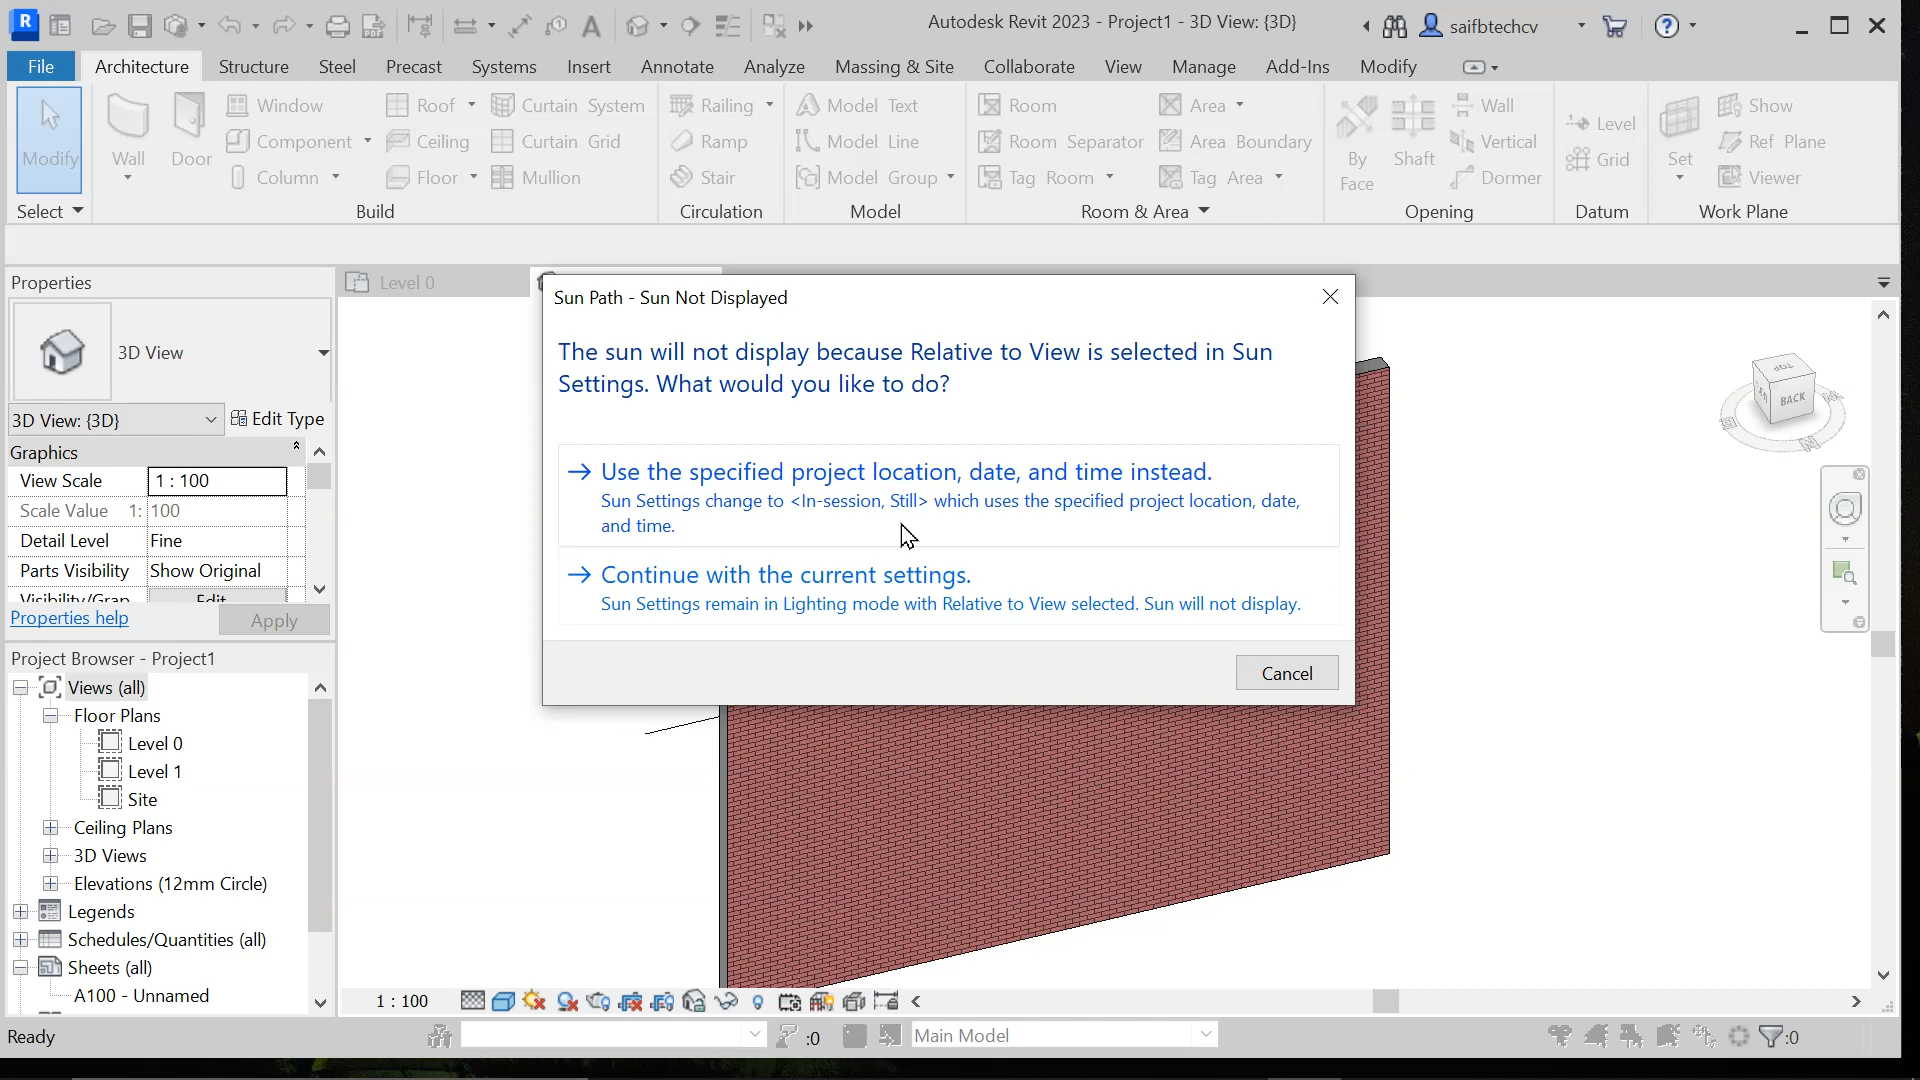 Autodesk Revit 2023 - Project1 - 3D View: {3D}
saifbtechcv
File Architecture Structure Steel Precast Systems Insert Annotate Analyze Massing & Site Collaborate View Manage Add-Ins Modify
Window Roof Curtain System Railing Model Text Room Area Wall Show
Component Ceiling Curtain Grid Ramp Model Line Room Separator Area Boundary Vertical Level Ref Plane
Modify Wall Door By Face Shaft Grid Set
Column Floor Mullion Stair Model Group Tag Room Tag Area Dormer Viewer
Select Build Circulation Model Room & Area Opening Datum Work Plane
Properties
Level 0
3D View
3D View: {3D} Edit Type
Graphics
View Scale 1 : 100
Scale Value 1: 100
Detail Level Fine
Parts Visibility Show Original
Visibility/Grap Edit
Properties help Apply
Sun Path - Sun Not Displayed
The sun will not display because Relative to View is selected in Sun
Settings. What would you like to do?
Use the specified project location, date, and time instead.
Sun Settings change to <In-session, Still> which uses the specified project location, date,
and time.
Continue with the current settings.
Sun Settings remain in Lighting mode with Relative to View selected. Sun will not display.
Cancel
TOP
BACK
Project Browser - Project1
Views (all)
Floor Plans
Level 0
Level 1
Site
Ceiling Plans
3D Views
Elevations (12mm Circle)
Legends
Schedules/Quantities (all)
Sheets (all)
A100 - Unnamed
1 : 100
Ready
:0
Main Model
:0